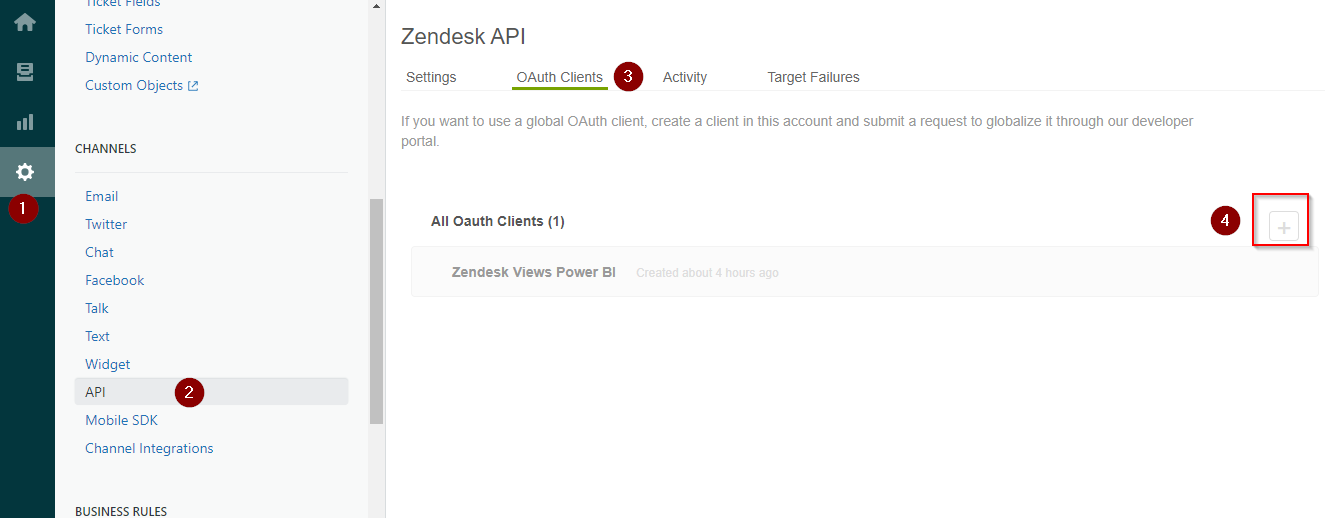 Ticket Fields
Ticket Forms
Dynamic Content
Custom Objects
CHANNELS
Email
Twitter
Chat
Facebook
Talk
Text
Widget
API
Mobile SDK
Channel Integrations
BUSINESS RULES
1
2
Zendesk API
Settings OAuth Clients 3 Activity Target Failures
If you want to use a global OAuth client, create a client in this account and submit a request to globalize it through our developer
portal.
All Oauth Clients (1) 4 +
Zendesk Views Power BI Created about 4 hours ago